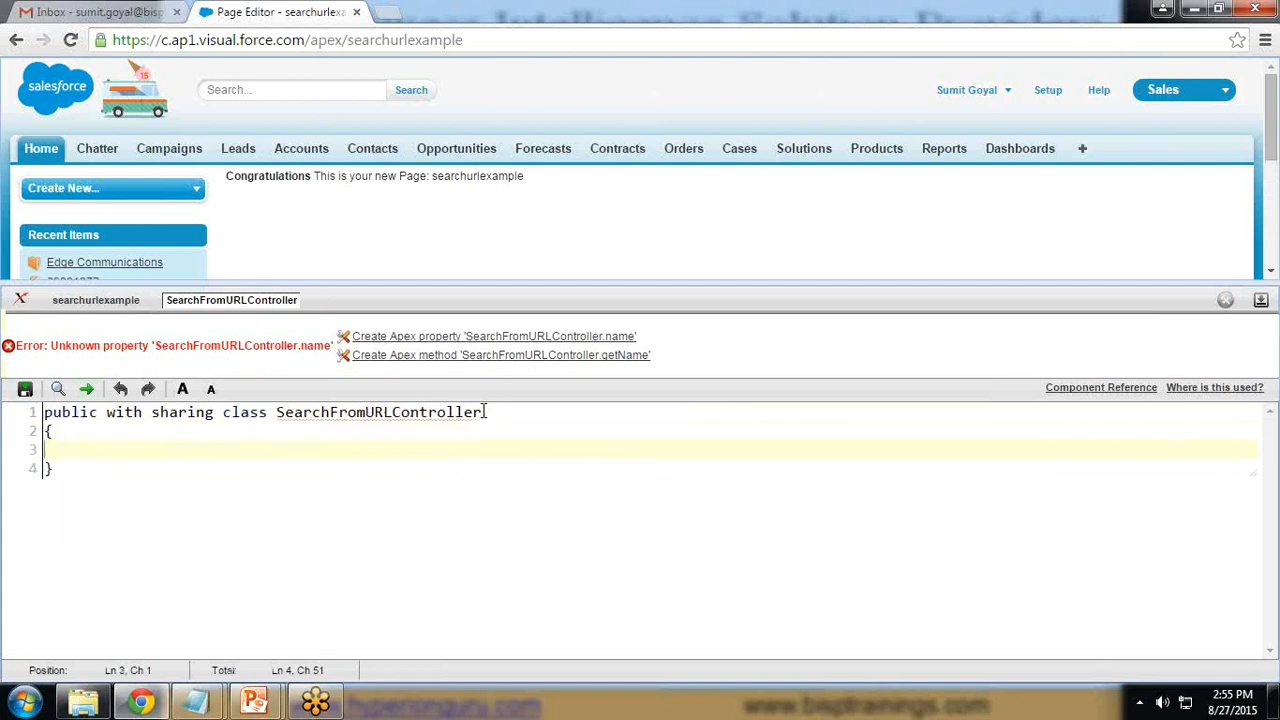 Inbox - sumit.goyal@bisp
Page Editor - searchurlexa
https://c.ap1.visual.force.com/apex/searchurlexample
salesforce
15
Search...
Search
Sumit Goyal
Setup
Help
Sales
Home
Chatter
Campaigns
Leads
Accounts
Contacts
Opportunities
Forecasts
Contracts
Orders
Cases
Solutions
Products
Reports
Dashboards
+
Create New...
Congratulations This is your new Page: searchurlexample
Recent Items
Edge Communications
searchurlexample
SearchFromURLController
Error: Unknown property 'SearchFromURLController.name'
Create Apex property 'SearchFromURLController.name'
Create Apex method 'SearchFromURLController.getName'
A
A
Component Reference
Where is this used?
1 public with sharing class SearchFromURLController
2 {
3
4 }
Position:
Ln 3, Ch 1
Total:
Ln 4, Ch 51
2:55 PM
8/27/2015